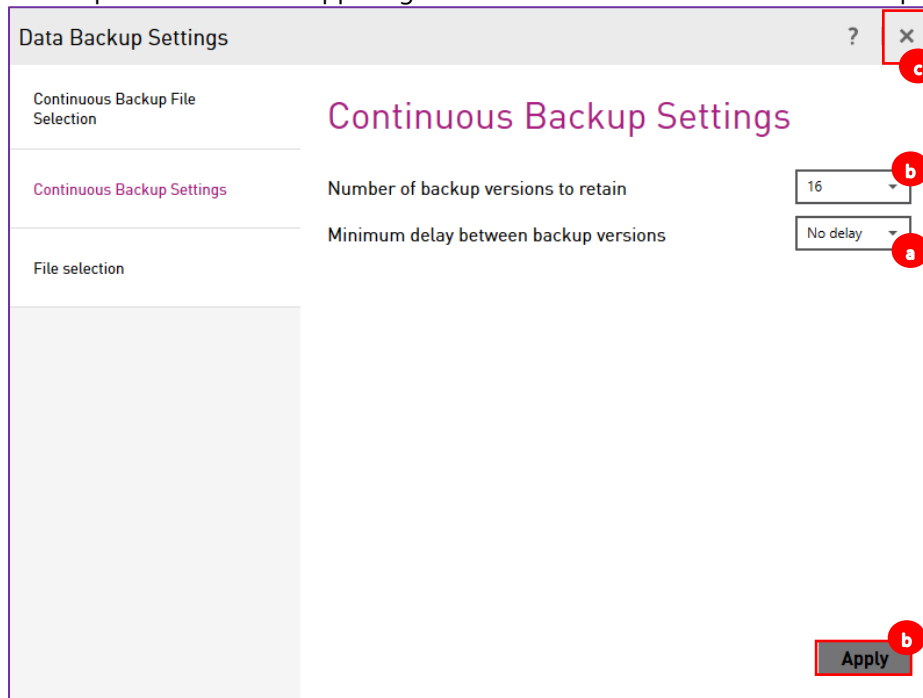 Data Backup Settings ? ×
c
Continuous Backup File
Selection
Continuous Backup Settings
Continuous Backup Settings
b
Number of backup versions to retain 16
Minimum delay between backup versions No delay
a
File selection
b
Apply